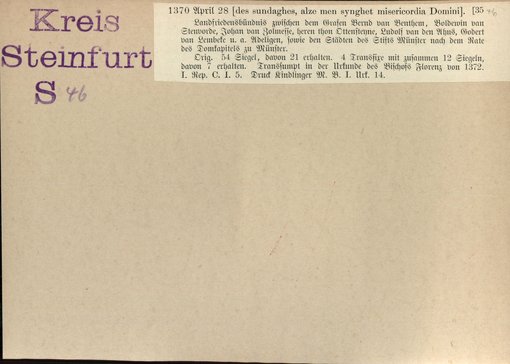 Kreis
Steinfurt
S 46
1370 April 28 [des sundaghes, alze men synghet misericordia Domini]. [35 46
Landfriedensbündnis zwischen dem Grafen Bernd van Benthem, Boldewin van
Stenvorde, Johan van Zolmesse, heren thon Ottensteyne, Ludolf van den Ahus, Godert
van Lembeke u. a. Adeligen, sowie den Städten des Stifts Münster nach dem Rate
des Domkapitels zu Münster.
Orig. 54 Siegel, davon 21 erhalten. 4 Transfixe mit zusammen 12 Siegeln,
davon 7 erhalten. Transsumpt in der Urkunde des Bischofs Florenz von 1372.
I. Rep. C. I. 5. Druck Kindlinger M. B. I. Urk. 14.